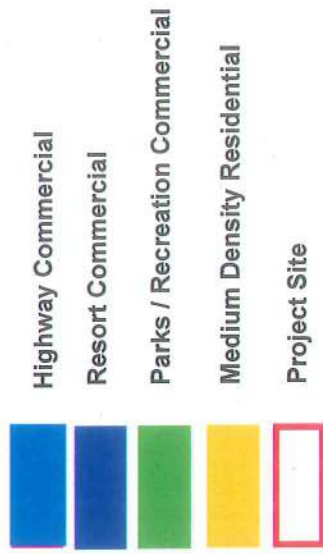 Highway Commercial
Resort Commercial
Parks / Recreation Commercial
Medium Density Residential
Project Site